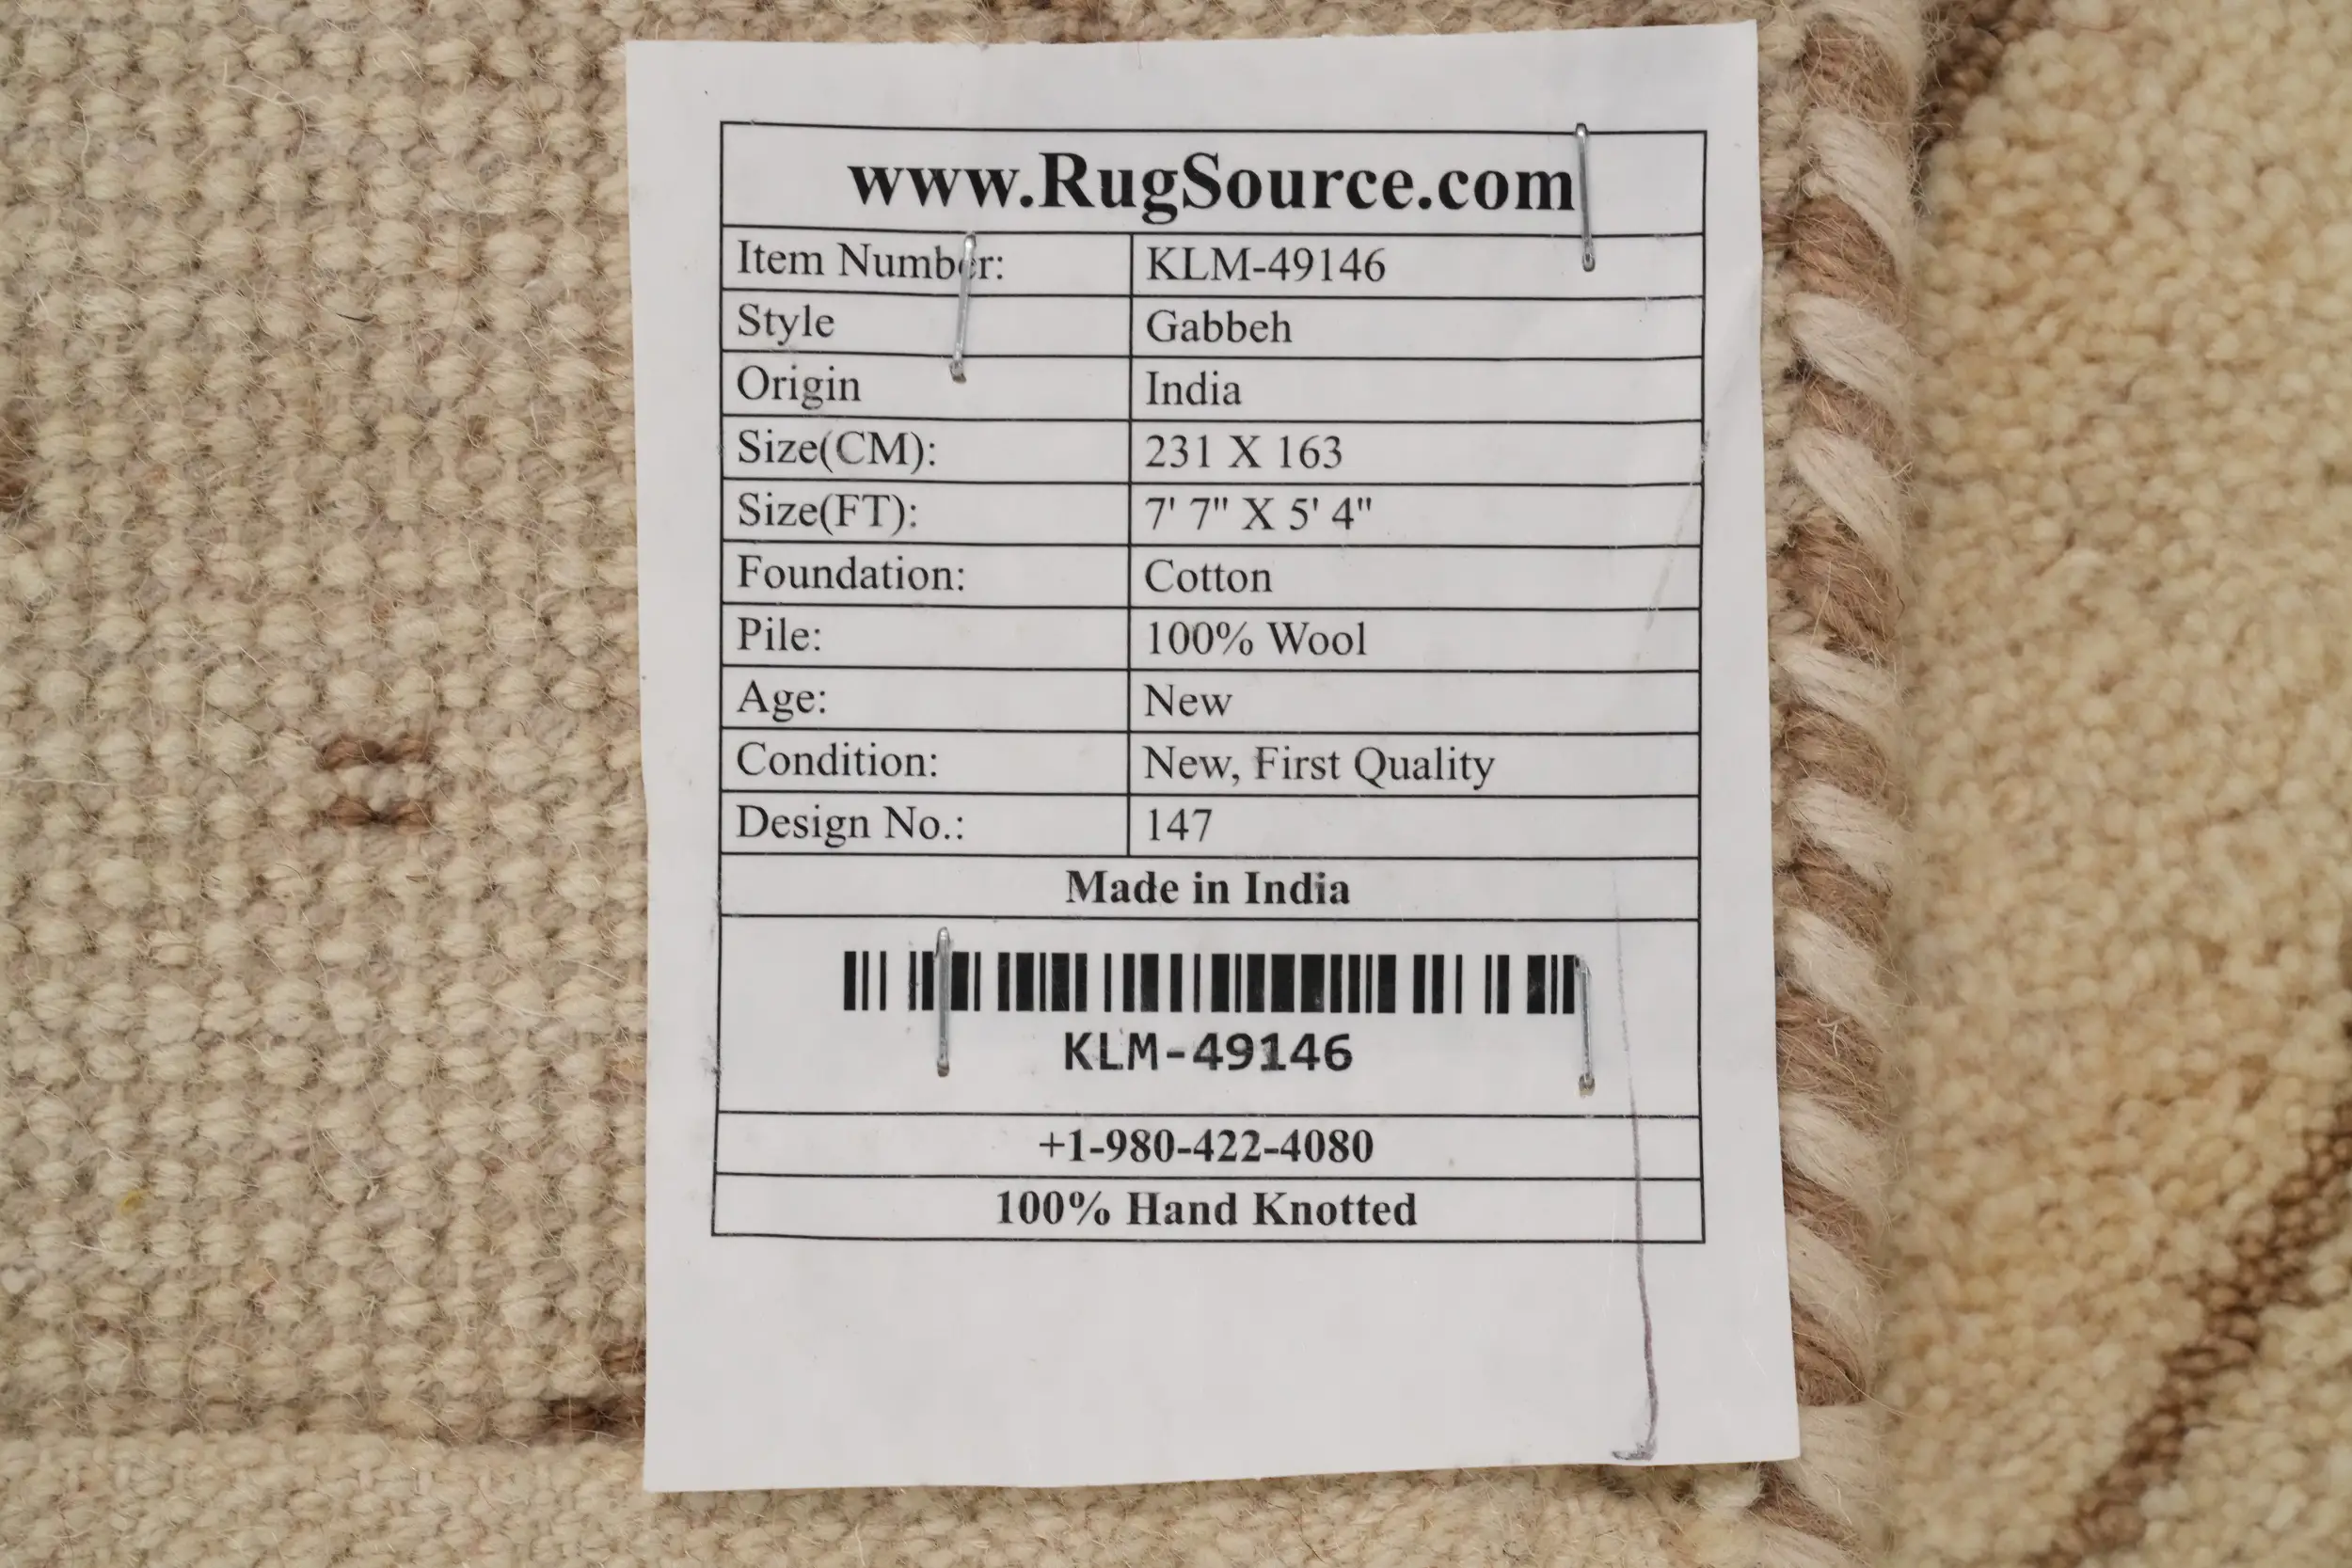 www.RugSource.com
Item Number: KLM-49146
Style Gabbeh
Origin India
Size(CM): 231 X 163
Size(FT): 7' 7" X 5' 4"
Foundation: Cotton
Pile: 100% Wool
Age: New
Condition: New, First Quality
Design No.: 147
Made in India
KLM-49146
+1-980-422-4080
100% Hand Knotted